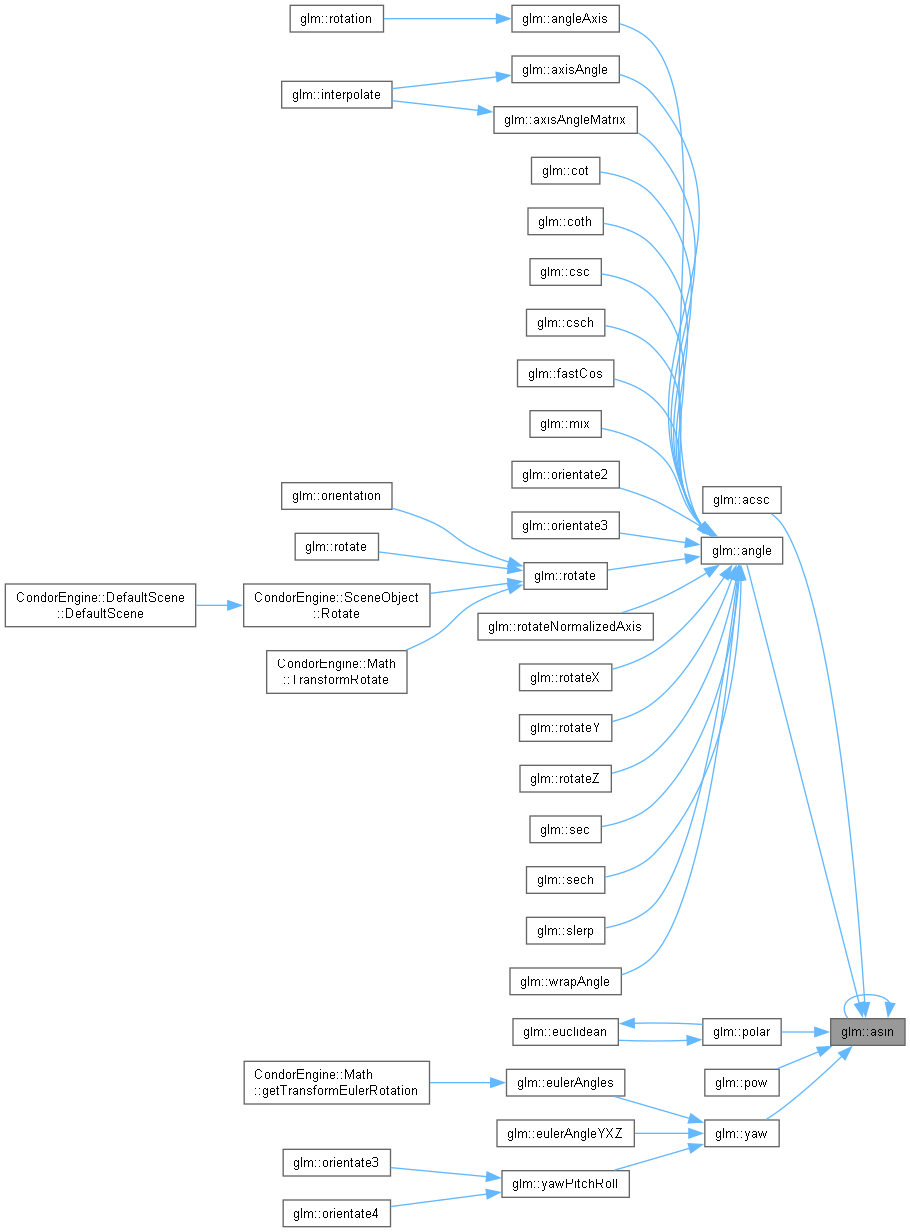 glm::rotation
glm::angleAxis
glm::axisAngle
glm::interpolate
glm::axisAngleMatrix
glm::cot
glm::coth
glm::csc
glm::csch
glm::fastCos
glm::mix
glm::orientate2
glm::orientation
glm::acsc
glm::orientate3
glm::rotate
glm::angle
glm::rotate
CondorEngine::DefaultScene
::DefaultScene
CondorEngine::SceneObject
::Rotate
glm::rotateNormalizedAxis
CondorEngine::Math
::TransformRotate
glm::rotateX
glm::rotateY
glm::rotateZ
glm::sec
glm::sech
glm::slerp
glm::wrapAngle
glm::euclidean
glm::polar
glm::asin
CondorEngine::Math
::getTransformEulerRotation
glm::eulerAngles
glm::pow
glm::eulerAngleYXZ
glm::yaw
glm::orientate3
glm::yawPitchRoll
glm::orientate4